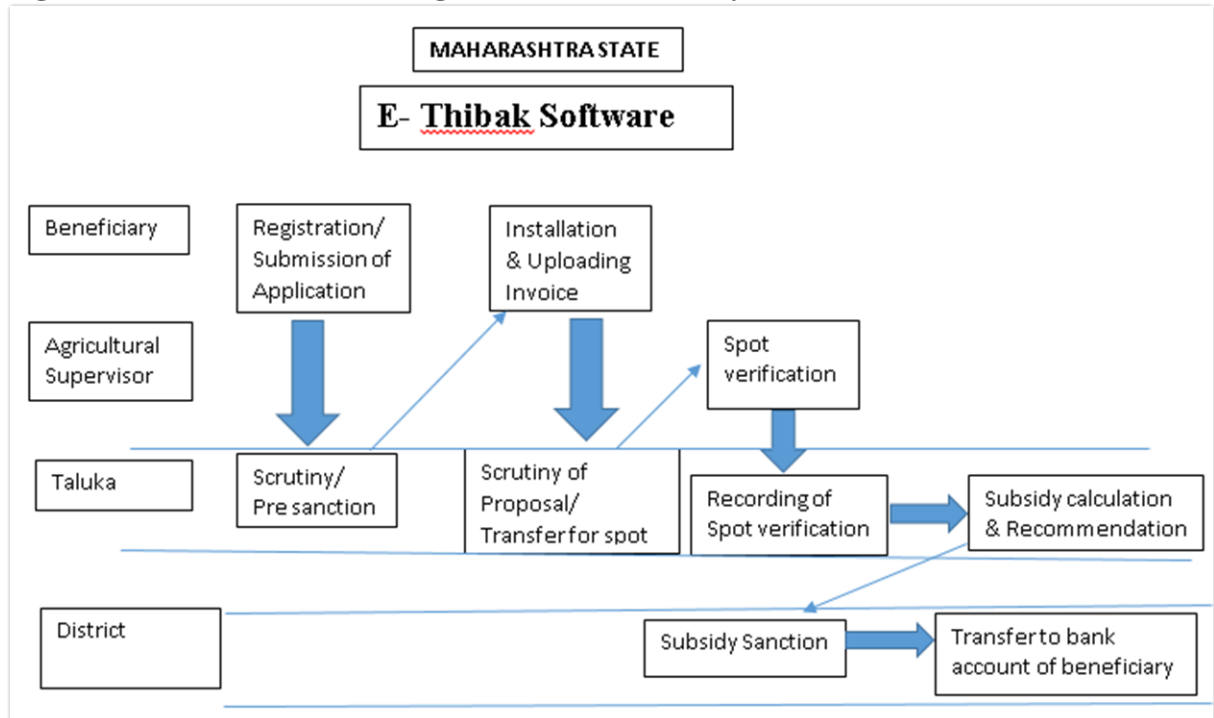 MAHARASHTRA STATE
E- Thibak Software
Beneficiary
Registration/
Submission of
Application
Installation
& Uploading
Invoice
Agricultural
Supervisor
Spot
verification
Taluka
Scrutiny/
Pre sanction
Scrutiny of
Proposal/
Transfer for spot
Recording of
Spot verification
Subsidy calculation
& Recommendation
District
Subsidy Sanction
Transfer to bank
account of beneficiary